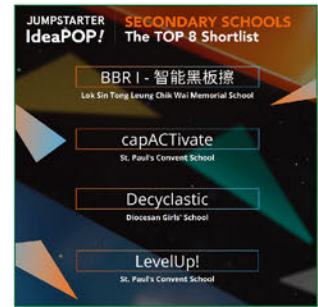 JUMPSTARTER
IdeaPOP!
SECONDARY SCHOOLS
The TOP 8 Shortlist
BBR I - 智能黑板擦
Lok Sin Tong Leung Chik Wai Memorial School
capACTivate
St. Paul's Convent School
Decyclastic
Diocesan Girls' School
LevelUp!
St. Paul's Convent School